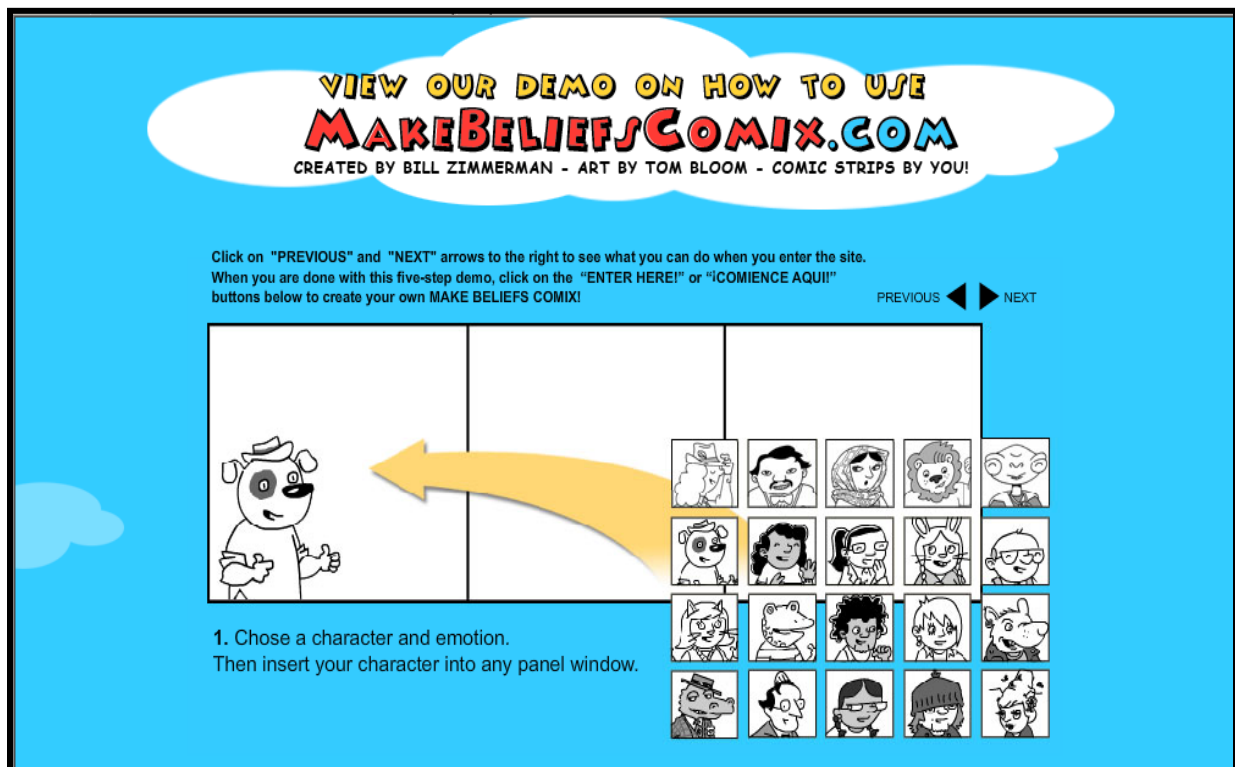 VIEW OUR DEMO ON HOW TO USE
MAKEBELIEFSCOMIX.COM
CREATED BY BILL ZIMMERMAN - ART BY TOM BLOOM - COMIC STRIPS BY YOU!
Click on "PREVIOUS" and "NEXT" arrows to the right to see what you can do when you enter the site.
When you are done with this five-step demo, click on the “ENTER HERE!” or “¡COMIENCE AQUI!”
buttons below to create your own MAKE BELIEFS COMIX!
PREVIOUS NEXT
1. Chose a character and emotion.
Then insert your character into any panel window.